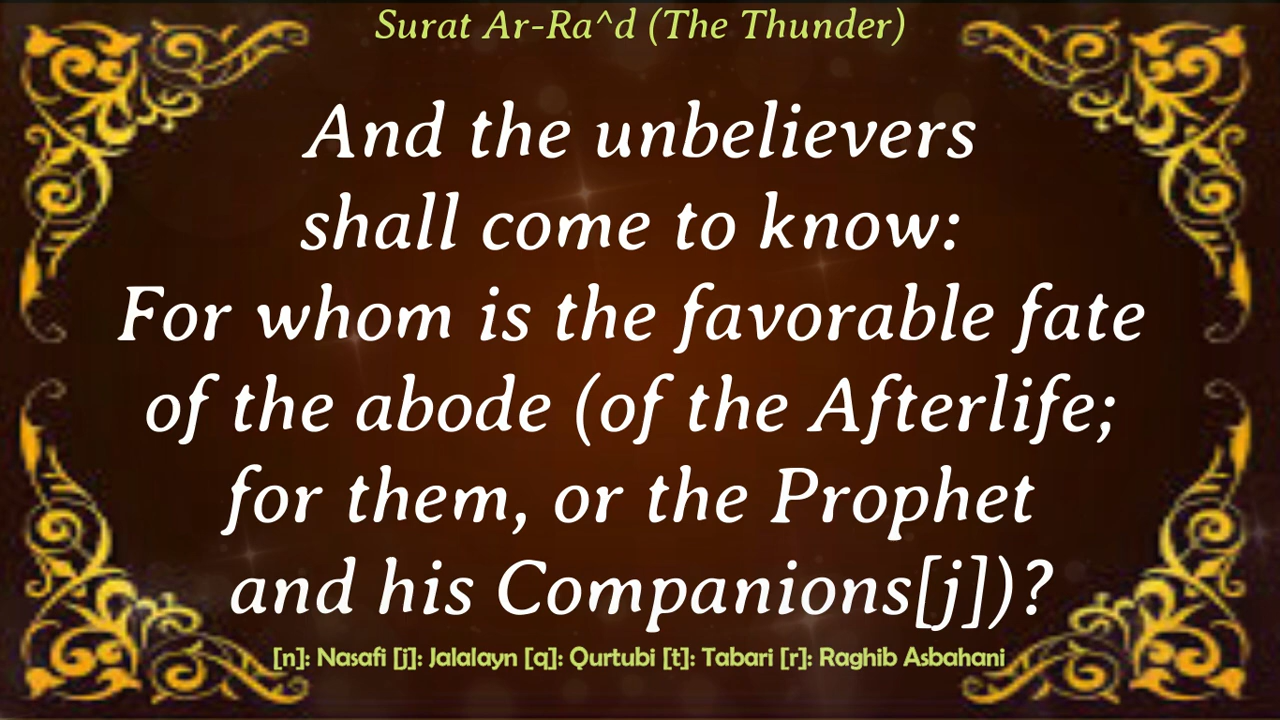 Surat Ar-Ra^d (The Thunder)
And the unbelievers
shall come to know:
For whom is the favorable fate
of the abode (of the Afterlife;
for them, or the Prophet
and his Companions[j])?
[n]: Nasafi [j]: Jalalayn [q]: Qurtubi [t]: Tabari [r]: Raghib Asbahani